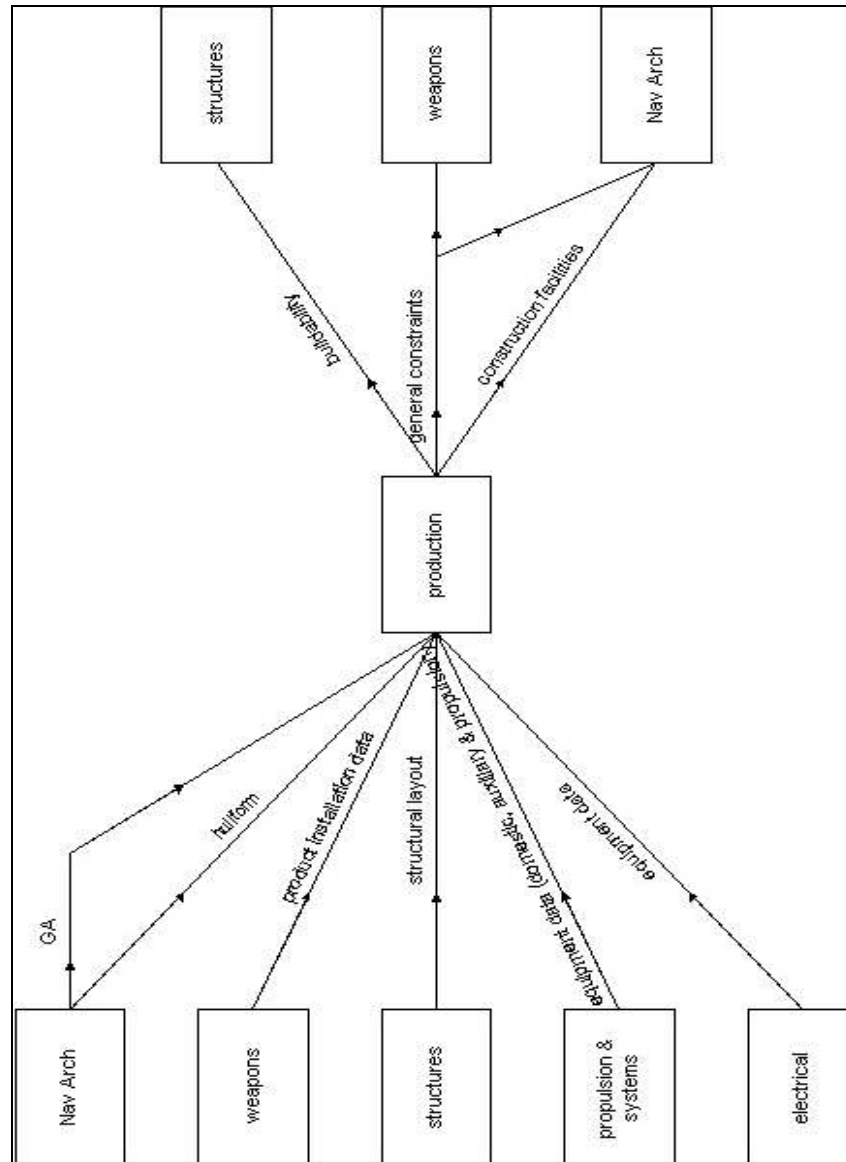 Nav Arch
weapons
structures
propulsion &
systems
electrical
GA
hullform
product installation data
structural layout
equipment data (domestic, auxiliary & propulsion)
equipment data
production
buildability
general constraints
construction facilities
structures
weapons
Nav Arch